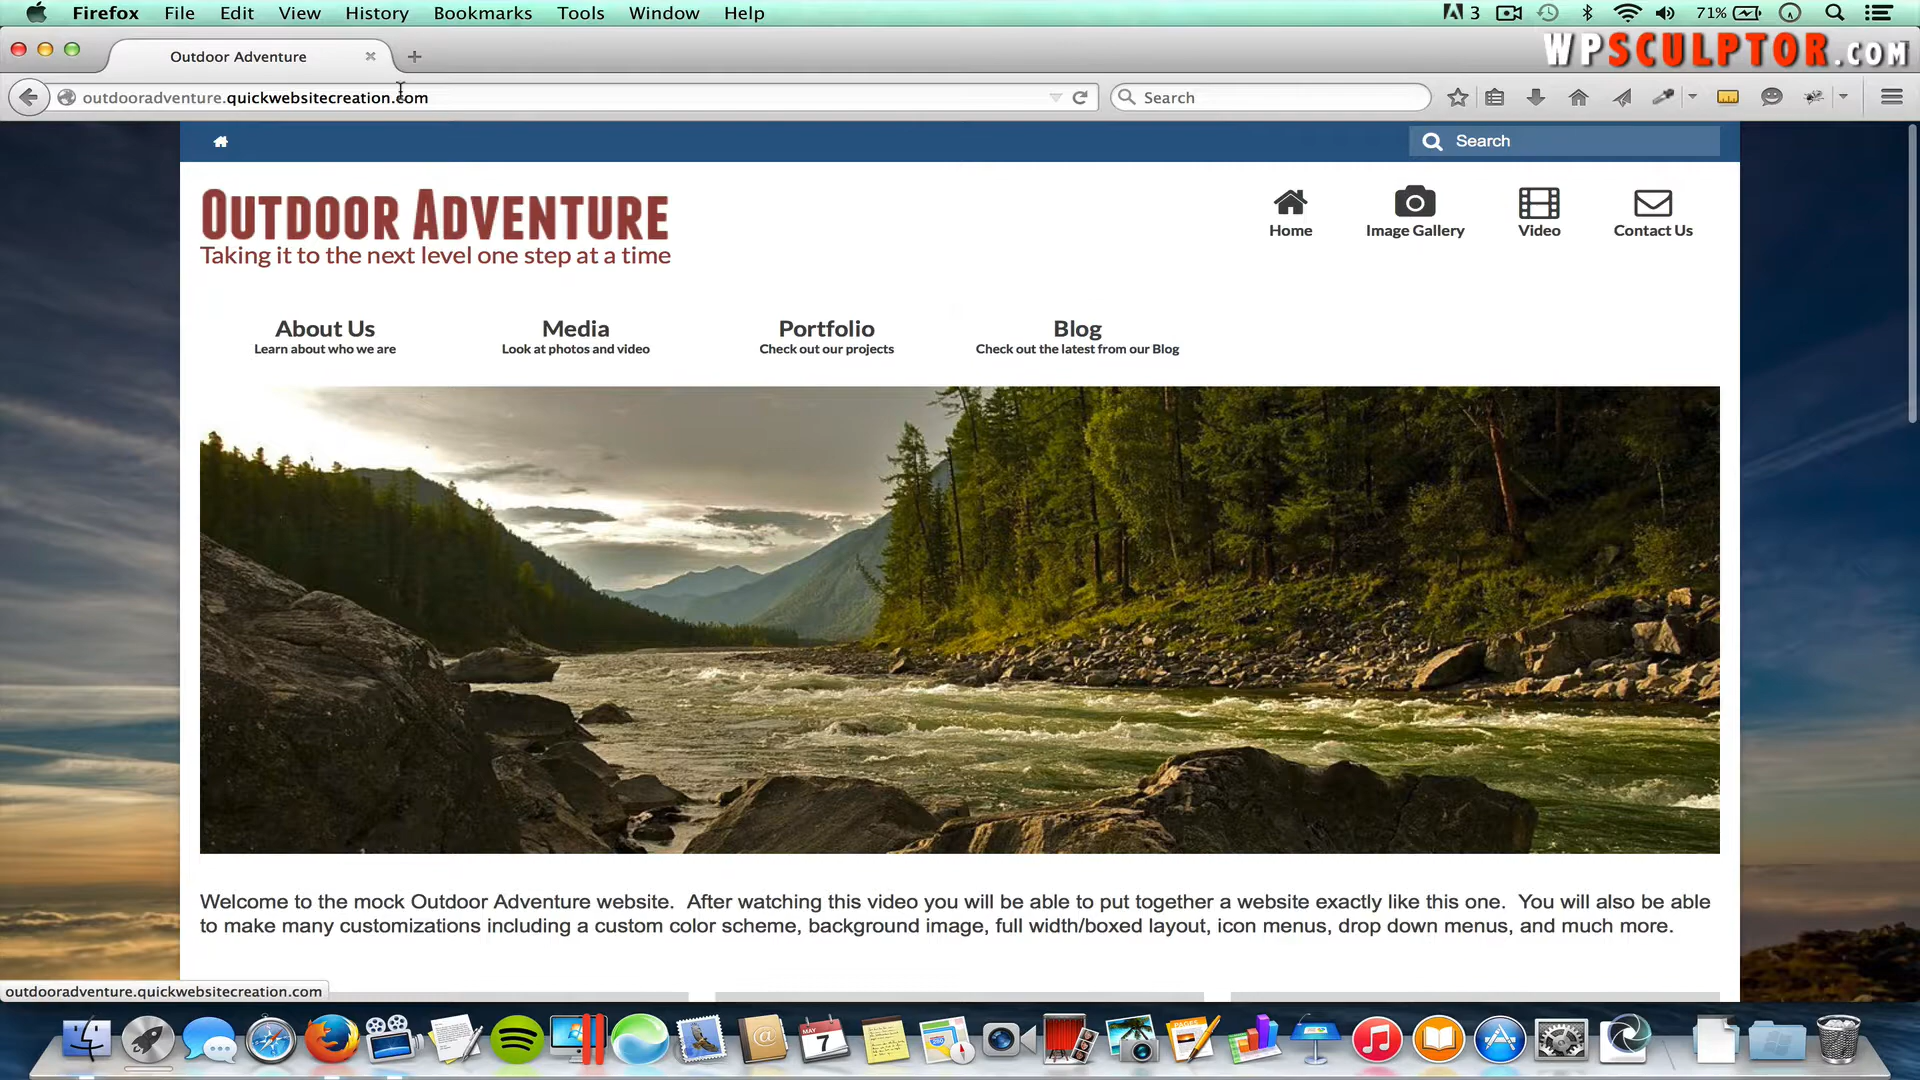 Firefox File Edit View History Bookmarks Tools Window Help 3 71%
WPSCULPTOR.COM
Outdoor Adventure
outdooradventure.quickwebsitecreation.com Search
Search
OUTDOOR ADVENTURE
Taking it to the next level one step at a time
Home Image Gallery Video Contact Us
About Us Media Portfolio Blog
Learn about who we are Look at photos and video Check out our projects Check out the latest from our Blog
Welcome to the mock Outdoor Adventure website. After watching this video you will be able to put together a website exactly like this one. You will also be able
to make many customizations including a custom color scheme, background image, full width/boxed layout, icon menus, drop down menus, and much more.
outdooradventure.quickwebsitecreation.com
MAY
7
280
PAGES